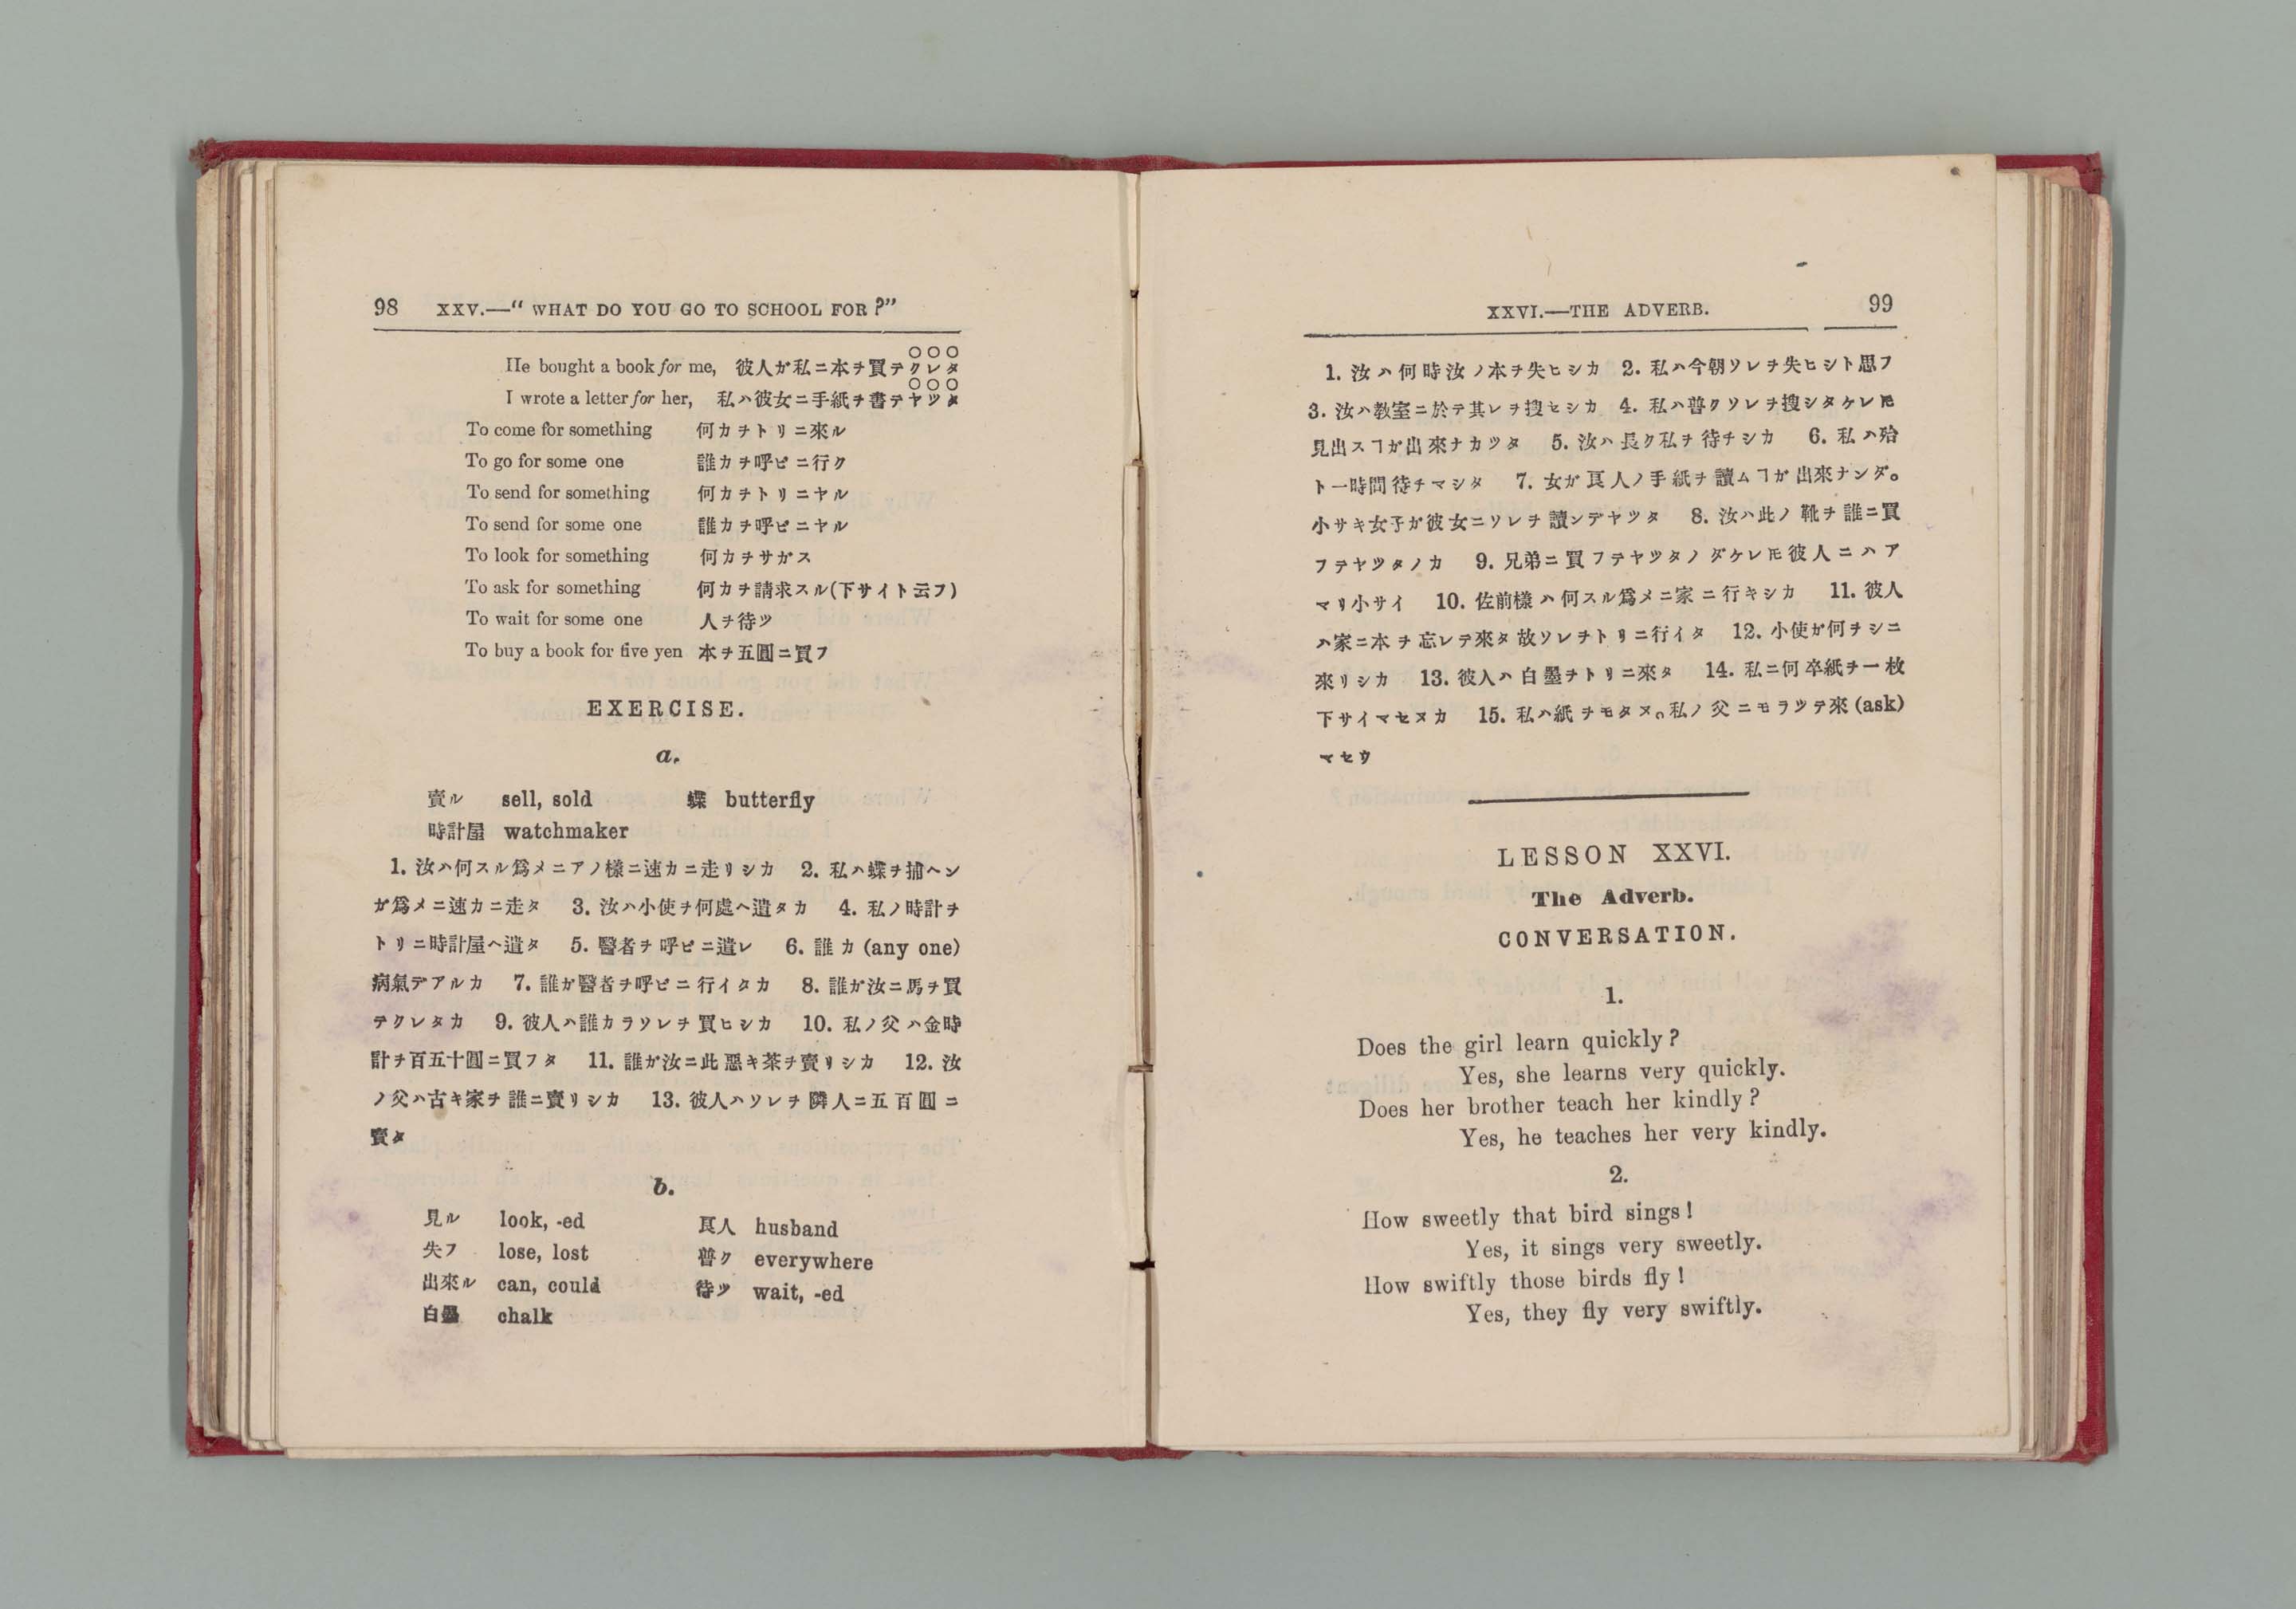 98 XXV.—“ WHAT DO YOU GO TO SCHOOL FOR ?”
He bought a book for me, 彼人ガ私ニ本ヲ買テクレタ
I wrote a letter for her, 私ハ彼女ニ手紙ヲ書テヤツタ
To come for something 何カヲトリニ來ル
To go for some one 誰カヲ呼ビニ行ク
To send for something 何カヲトリニヤル
To send for some one 誰カヲ呼ビニヤル
To look for something 何カヲサガス
To ask for something 何カヲ請求スル(下サイト云フ)
To wait for some one 人ヲ待ツ
To buy a book for five yen 本ヲ五圓ニ買フ
EXERCISE.
a.
賣ル sell, sold 蝶 butterfly
時計屋 watchmaker
1. 汝ハ何スル爲メニアノ樣ニ速カニ走リシカ 2. 私ハ蝶ヲ捕ヘン
ガ爲メニ速カニ走タ 3. 汝ハ小使ヲ何處ヘ遣タカ 4. 私ノ時計ヲ
トリニ時計屋ヘ遣タ 5. 醫者ヲ呼ビニ遣レ 6. 誰カ (any one)
病氣デアルカ 7. 誰ガ醫者ヲ呼ビニ行イタカ 8. 誰ガ汝ニ馬ヲ買
テクレタカ 9. 彼人ハ誰カラソレヲ買ヒシカ 10. 私ノ父ハ金時
計ヲ百五十圓ニ買フタ 11. 誰ガ汝ニ此惡キ茶ヲ賣リシカ 12. 汝
ノ父ハ古キ家ヲ誰ニ賣リシカ 13. 彼人ハソレヲ隣人ニ五百圓ニ
賣タ
b.
見ル look, -ed 良人 husband
失フ lose, lost 普ク everywhere
出來ル can, could 待ツ wait, -ed
白墨 chalk
XXVI.—THE ADVERB. 99
1. 汝ハ何時汝ノ本ヲ失ヒシカ 2. 私ハ今朝ソレヲ失ヒシト思フ
3. 汝ハ教室ニ於テ其レヲ搜セシカ 4. 私ハ普クソレヲ搜シタケレ𪜈
見出スヿガ出來ナカツタ 5. 汝ハ長ク私ヲ待チシカ 6. 私ハ殆
ト一時間待チマシタ 7. 女ガ良人ノ手紙ヲ讀ムヿガ出來ナンダ。
小サキ女子ガ彼女ニソレヲ讀ンデヤツタ 8. 汝ハ此ノ靴ヲ誰ニ買
フテヤツタノカ 9. 兄弟ニ買フテヤツタノダケレ𪜈彼人ニハア
マリ小サイ 10. 佐前樣ハ何スル爲メニ家ニ行キシカ 11. 彼人
ハ家ニ本ヲ忘レテ來タ故ソレヲトリニ行イタ 12. 小使ガ何ヲシニ
來リシカ 13. 彼人ハ白墨ヲトリニ來タ 14. 私ニ何卒紙ヲ一枚
下サイマセヌカ 15. 私ハ紙ヲモタヌ。私ノ父ニモラツテ來 (ask)
マセウ
LESSON XXVI.
The Adverb.
CONVERSATION.
1.
Does the girl learn quickly ?
Yes, she learns very quickly.
Does her brother teach her kindly ?
Yes, he teaches her very kindly.
2.
How sweetly that bird sings !
Yes, it sings very sweetly.
How swiftly those birds fly !
Yes, they fly very swiftly.